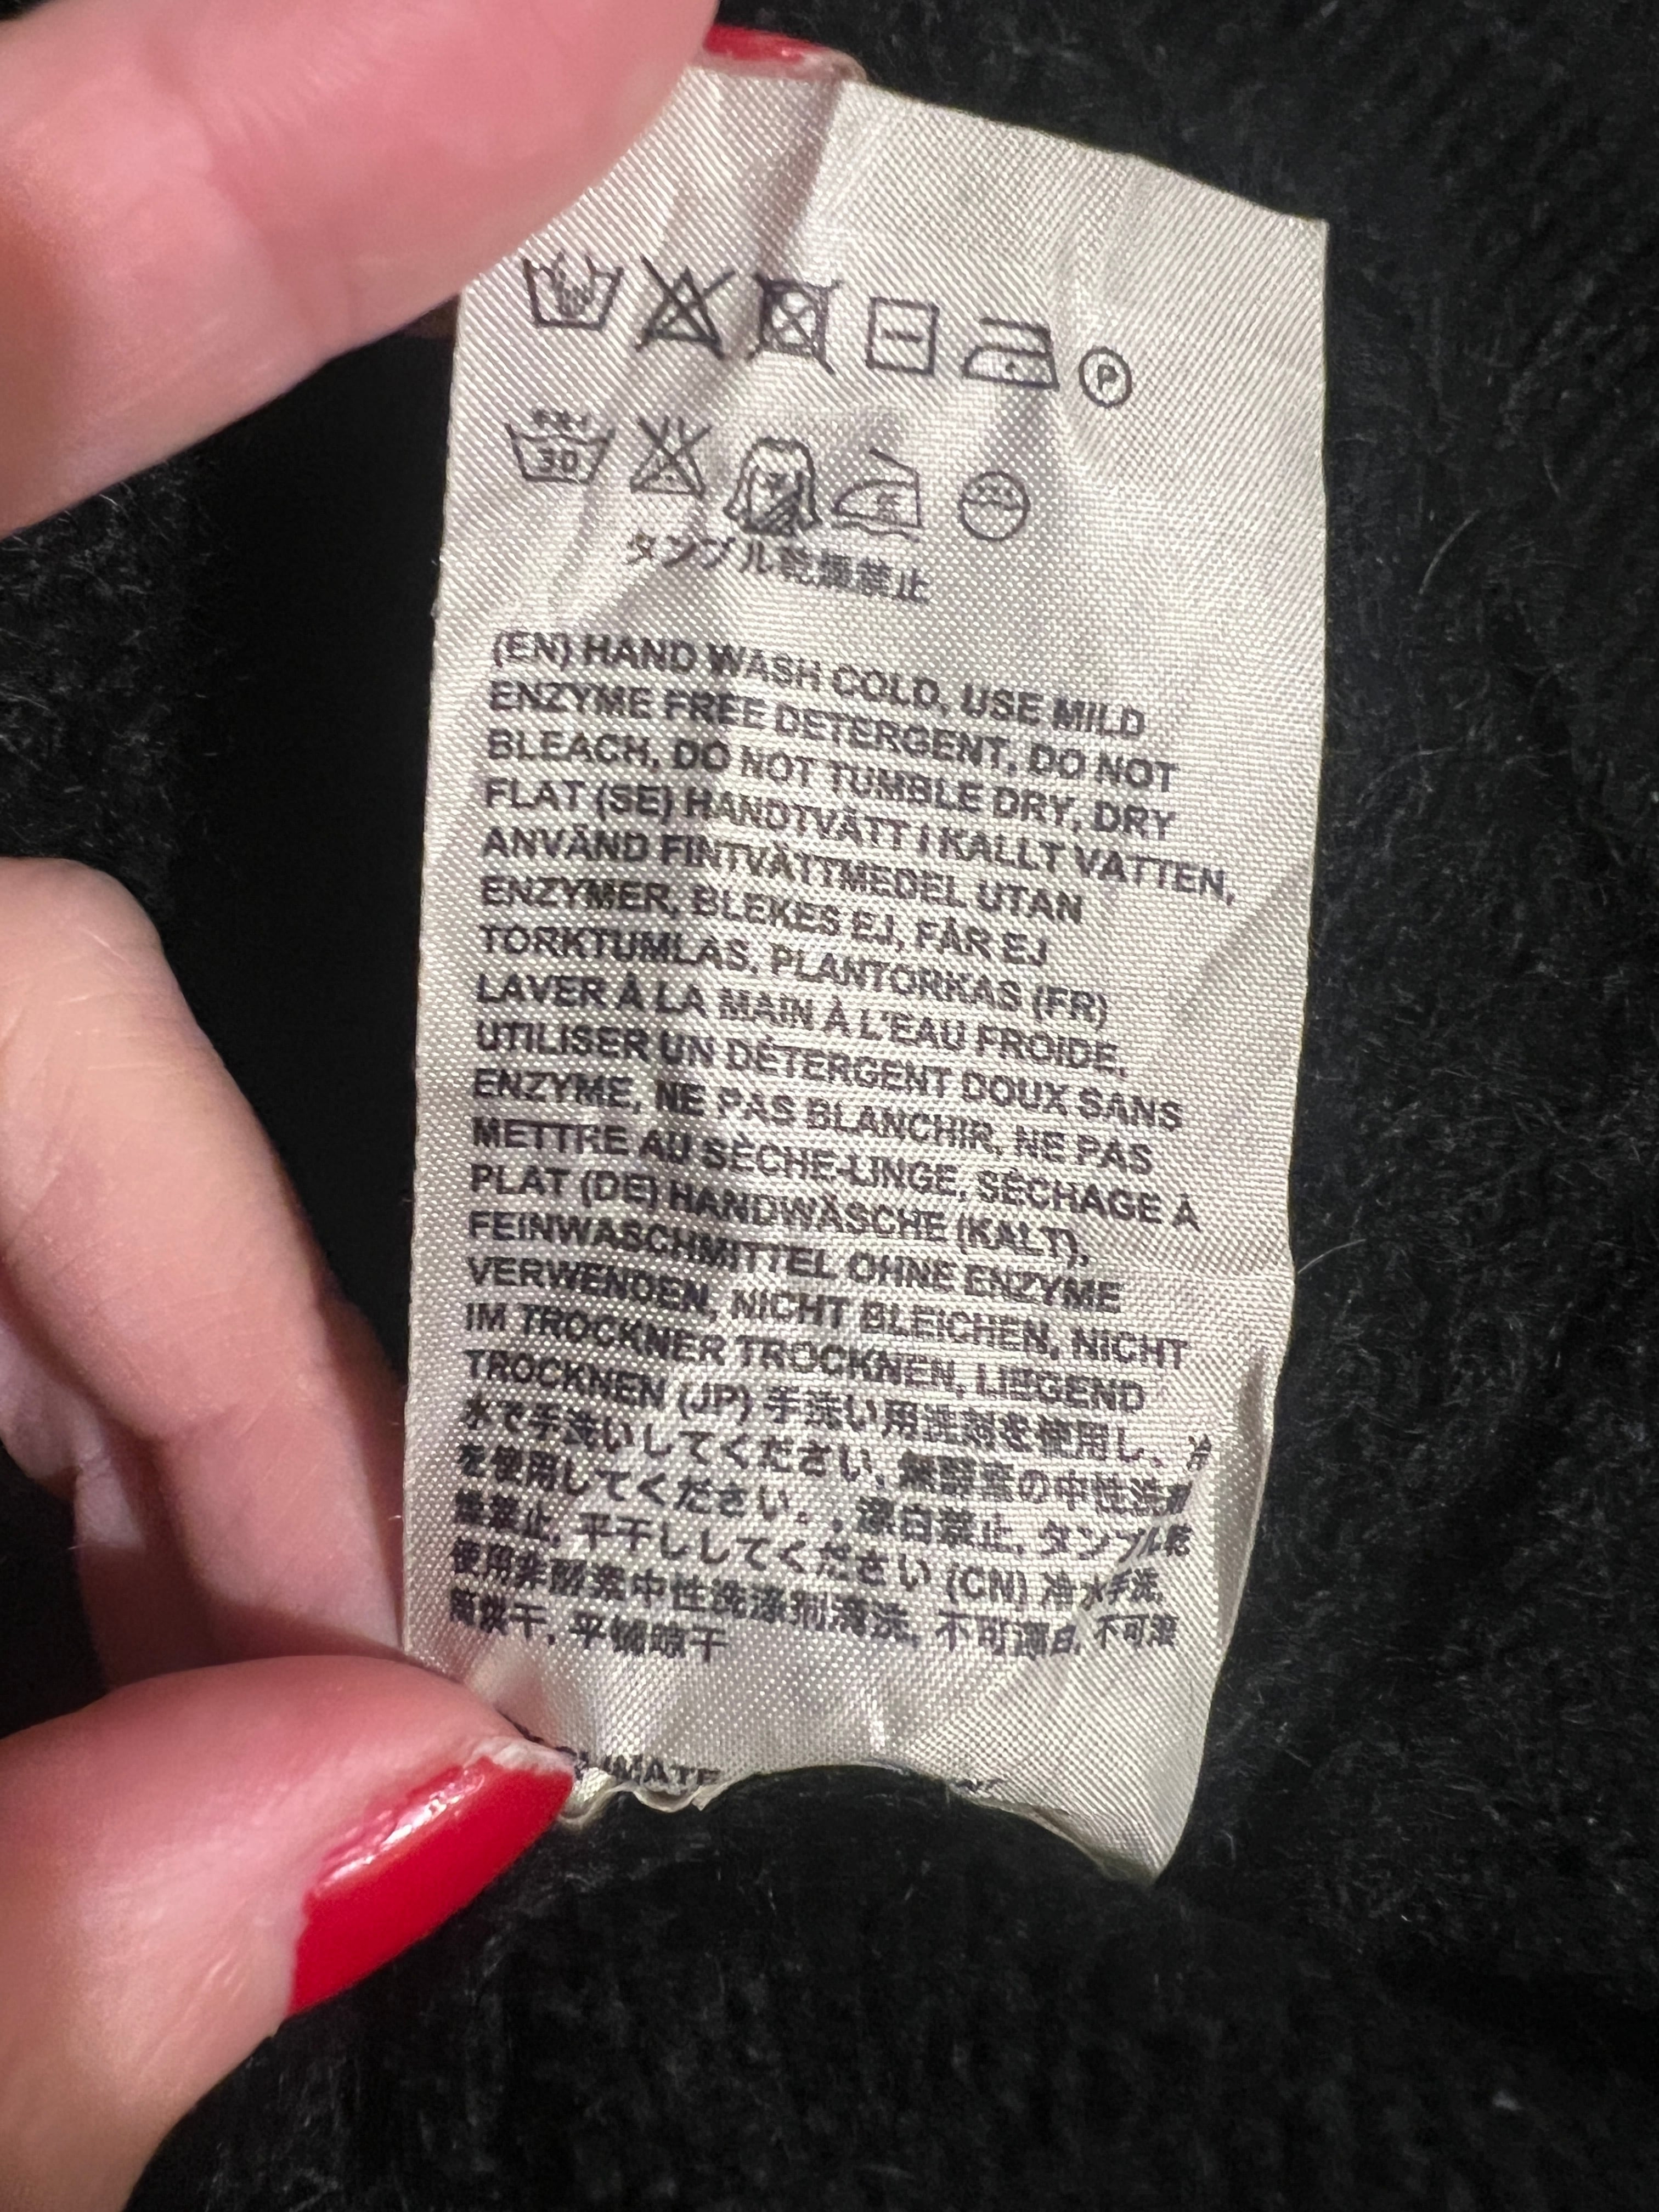 P
30
タンブル乾燥禁止
(EN) HAND WASH COLD, USE MILD
ENZYME FREE DETERGENT, DO NOT
BLEACH, DO NOT TUMBLE DRY, DRY
FLAT (SE) HANDTVÄTT I KALLT VATTEN,
ANVÄND FINTVÄTTMEDEL UTAN
ENZYMER, BLEKES EJ, FÅR EJ
TORKTUMLAS, PLANTORKAS (FR)
LAVER À LA MAIN À L'EAU FROIDE,
UTILISER UN DÉTERGENT DOUX SANS
ENZYME, NE PAS BLANCHIR, NE PAS
METTRE AU SÈCHE-LINGE, SÉCHAGE À
PLAT (DE) HANDWÄSCHE (KALT),
FEINWASCHMITTEL OHNE ENZYME
VERWENDEN, NICHT BLEICHEN, NICHT
IM TROCKNER TROCKNEN, LIEGEND
TROCKNEN (JP) 手洗い用洗剤を使用し、冷
水で手洗いしてください, 無酵素の中性洗剤
を使用してください。, 漂白禁止, タンブル乾
燥禁止, 平干ししてください (CN) 冷水手洗,
使用非酵素中性洗涤剂清洗, 不可漂白, 不可滚
筒烘干, 平铺晾干